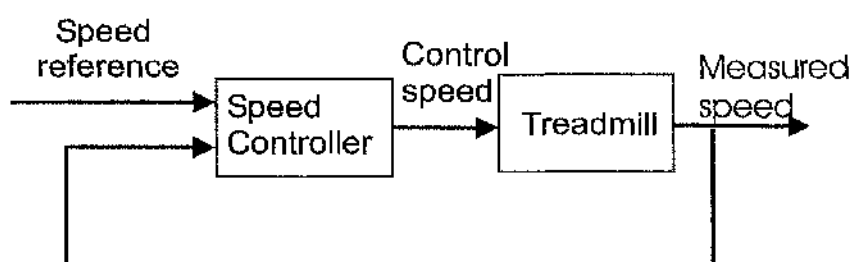 Speed
reference
Speed
Controller
Control
speed
Treadmill
Measured
speed